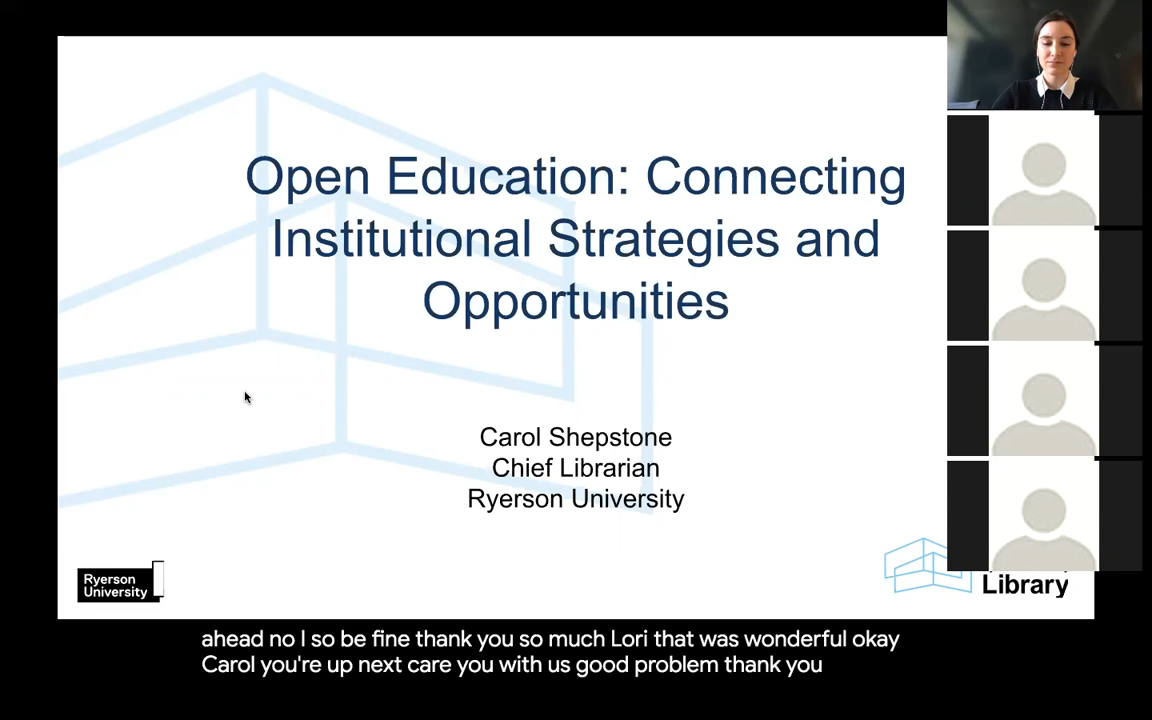 Open Education: Connecting
Institutional Strategies and
Opportunities
Carol Shepstone
Chief Librarian
Ryerson University
Ryerson
University
Library
ahead no I so be fine thank you so much Lori that was wonderful okay
Carol you're up next care you with us good problem thank you